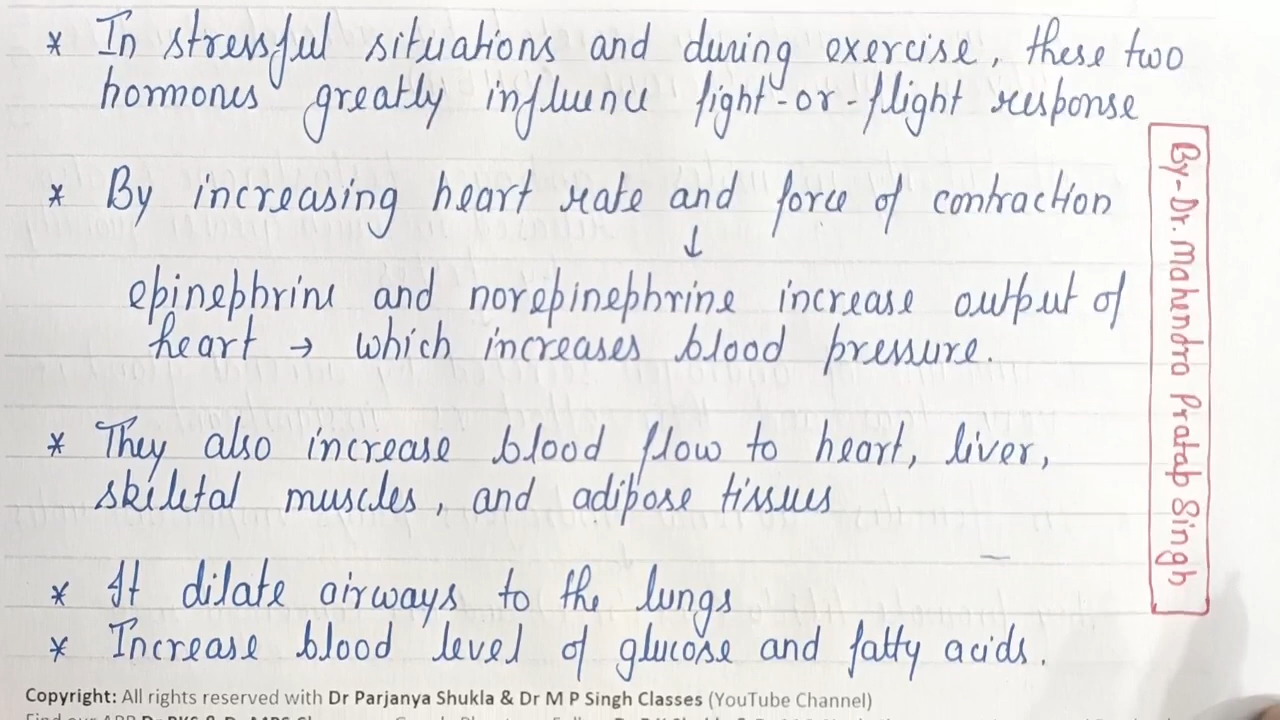 * In stressful situations and during exercise, these two
hormones greatly influence fight-or-flight response
* By increasing heart rate and force of contraction
↓
epinephrine and norepinephrine increase output of
heart → which increases blood pressure.
* They also increase blood flow to heart, liver,
skeletal muscles, and adipose tissues
* It dilate airways to the lungs
* Increase blood level of glucose and fatty acids.
By-Dr. Mahendra Pratap Singh
Copyright: All rights reserved with Dr Parjanya Shukla & Dr M P Singh Classes (YouTube Channel)